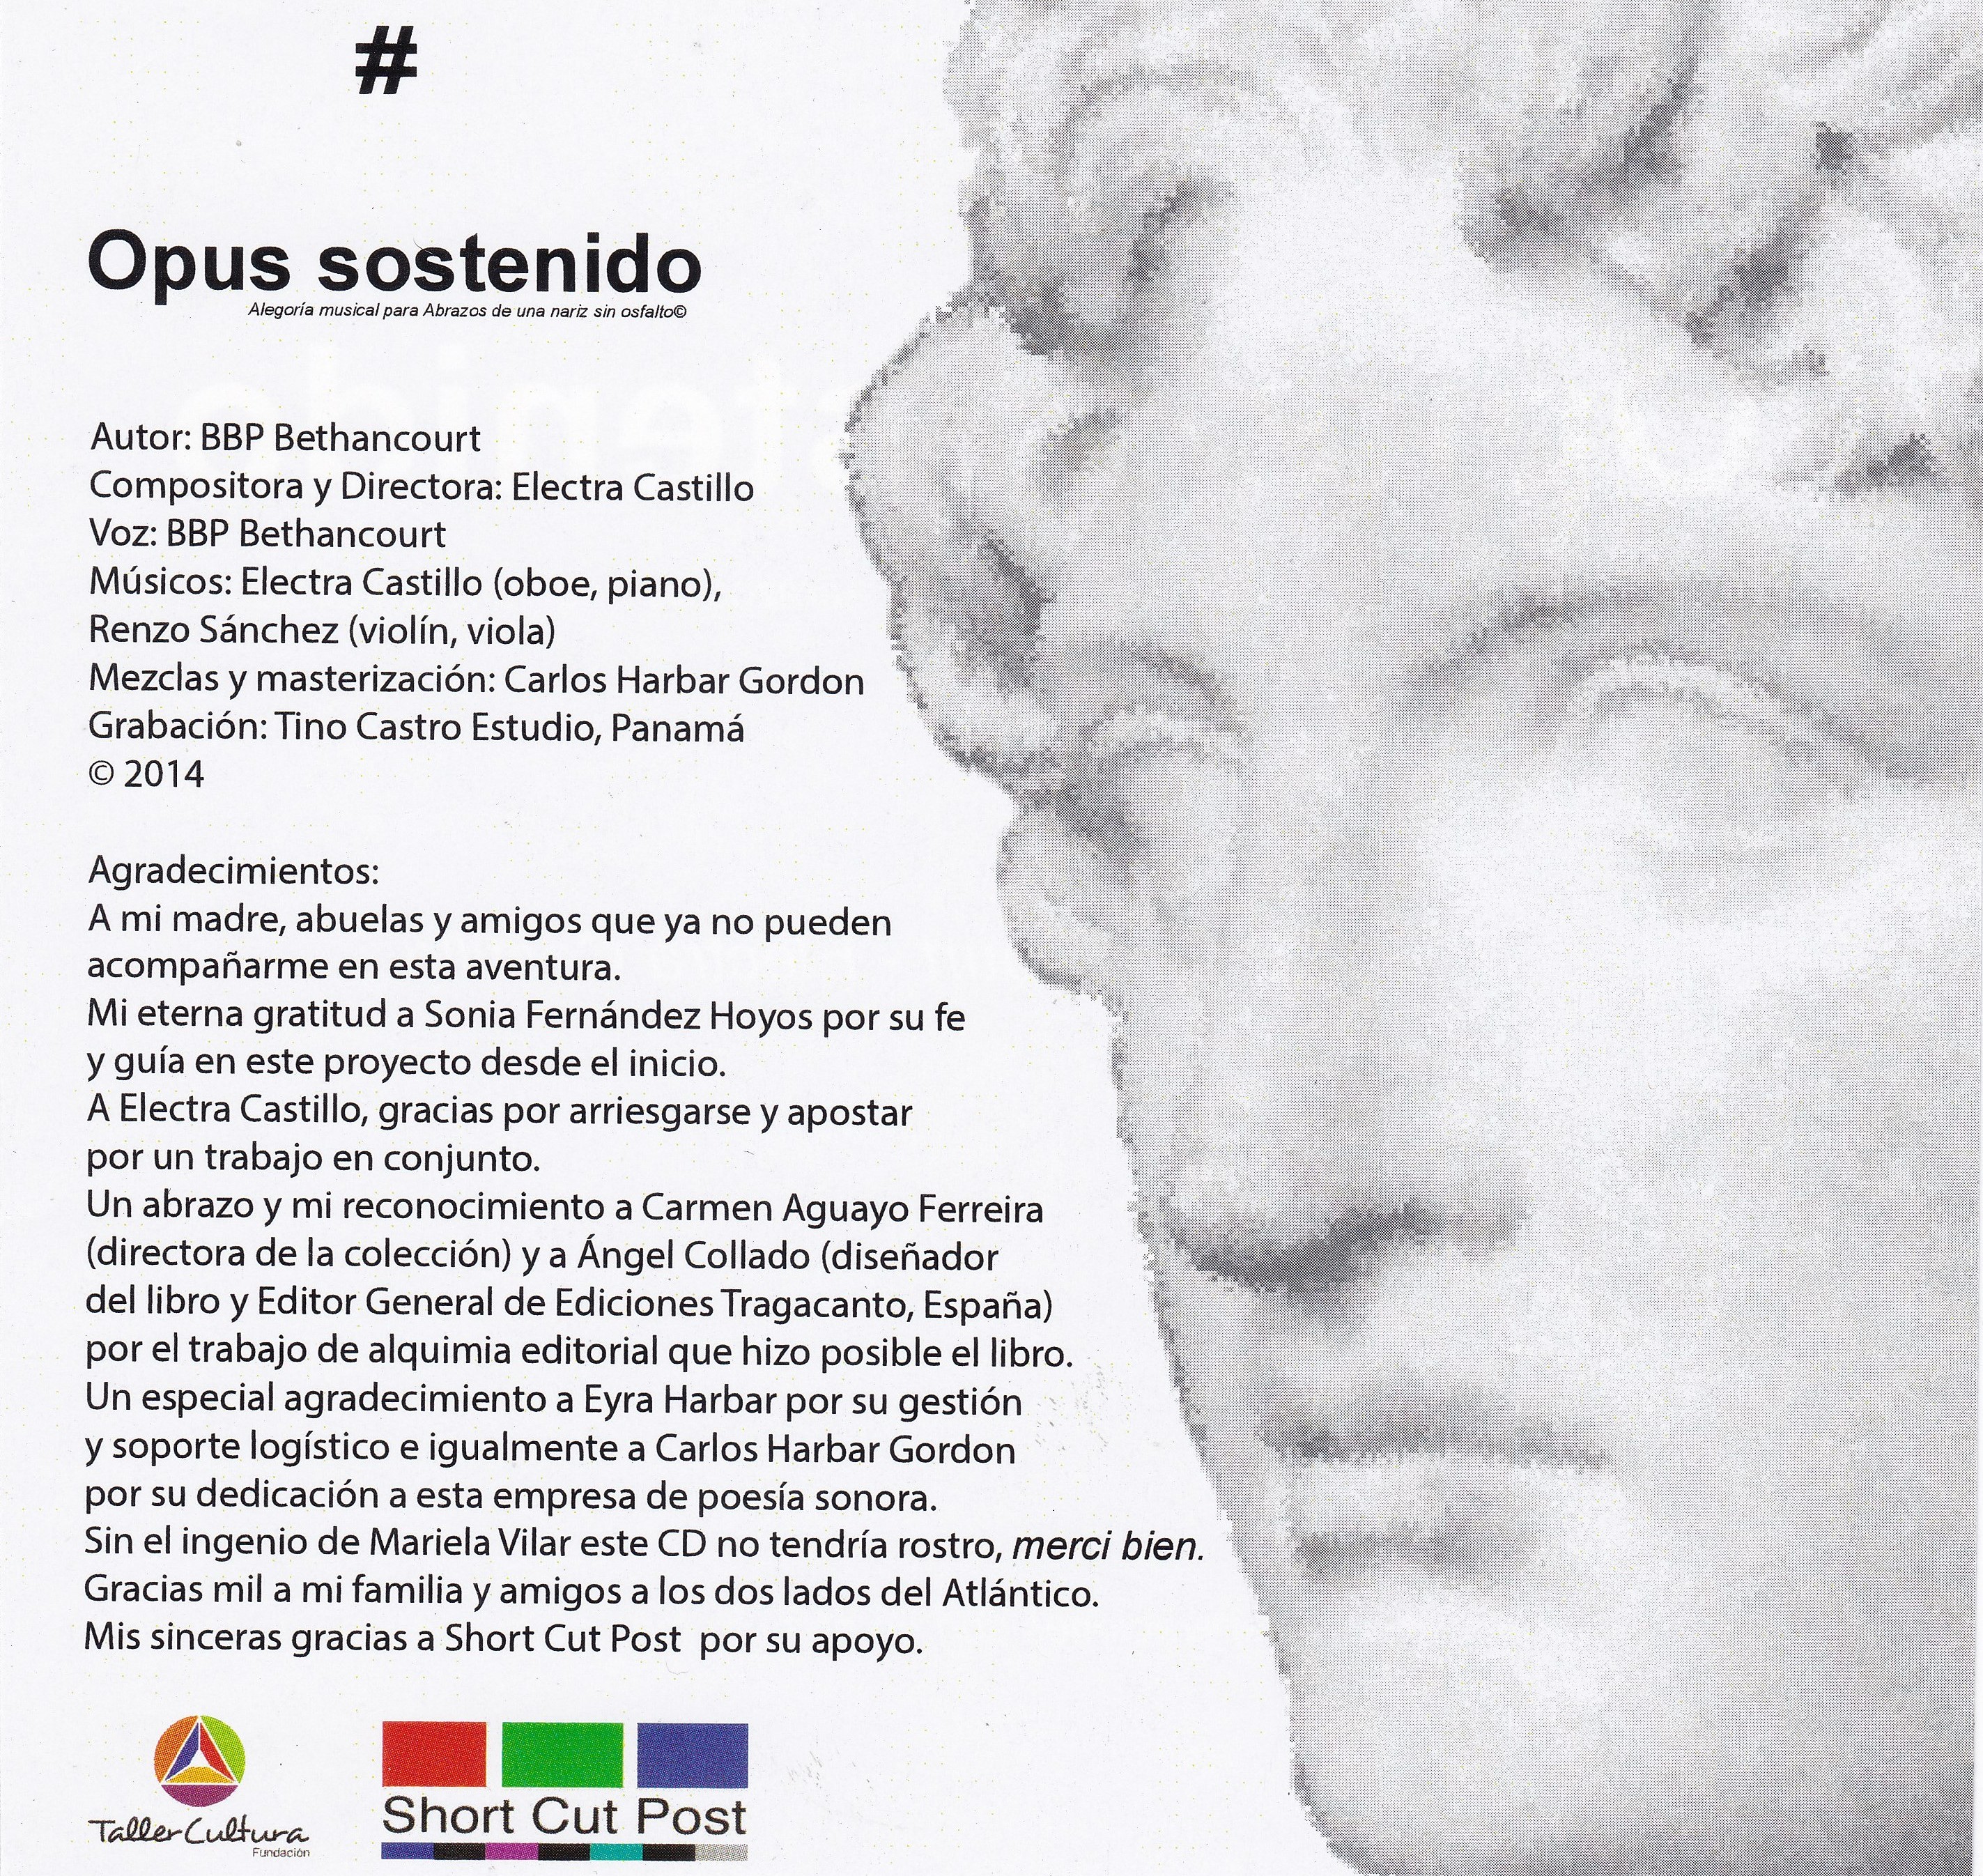 #
Opus sostenido
Alegoría musical para Abrazos de una nariz sin osfalto©
Autor: BBP Bethancourt
Compositora y Directora: Electra Castillo
Voz: BBP Bethancourt
Músicos: Electra Castillo (oboe, piano),
Renzo Sánchez (violín, viola)
Mezclas y masterización: Carlos Harbar Gordon
Grabación: Tino Castro Estudio, Panamá
© 2014
Agradecimientos:
A mi madre, abuelas y amigos que ya no pueden
acompañarme en esta aventura.
Mi eterna gratitud a Sonia Fernández Hoyos por su fe
y guía en este proyecto desde el inicio.
A Electra Castillo, gracias por arriesgarse y apostar
por un trabajo en conjunto.
Un abrazo y mi reconocimiento a Carmen Aguayo Ferreira
(directora de la colección) y a Ángel Collado (diseñador
del libro y Editor General de Ediciones Tragacanto, España)
por el trabajo de alquimia editorial que hizo posible el libro.
Un especial agradecimiento a Eyra Harbar por su gestión
y soporte logístico e igualmente a Carlos Harbar Gordon
por su dedicación a esta empresa de poesía sonora.
Sin el ingenio de Mariela Vilar este CD no tendría rostro, merci bien.
Gracias mil a mi familia y amigos a los dos lados del Atlántico.
Mis sinceras gracias a Short Cut Post por su apoyo.
Taller Cultura
Fundación
Short Cut Post